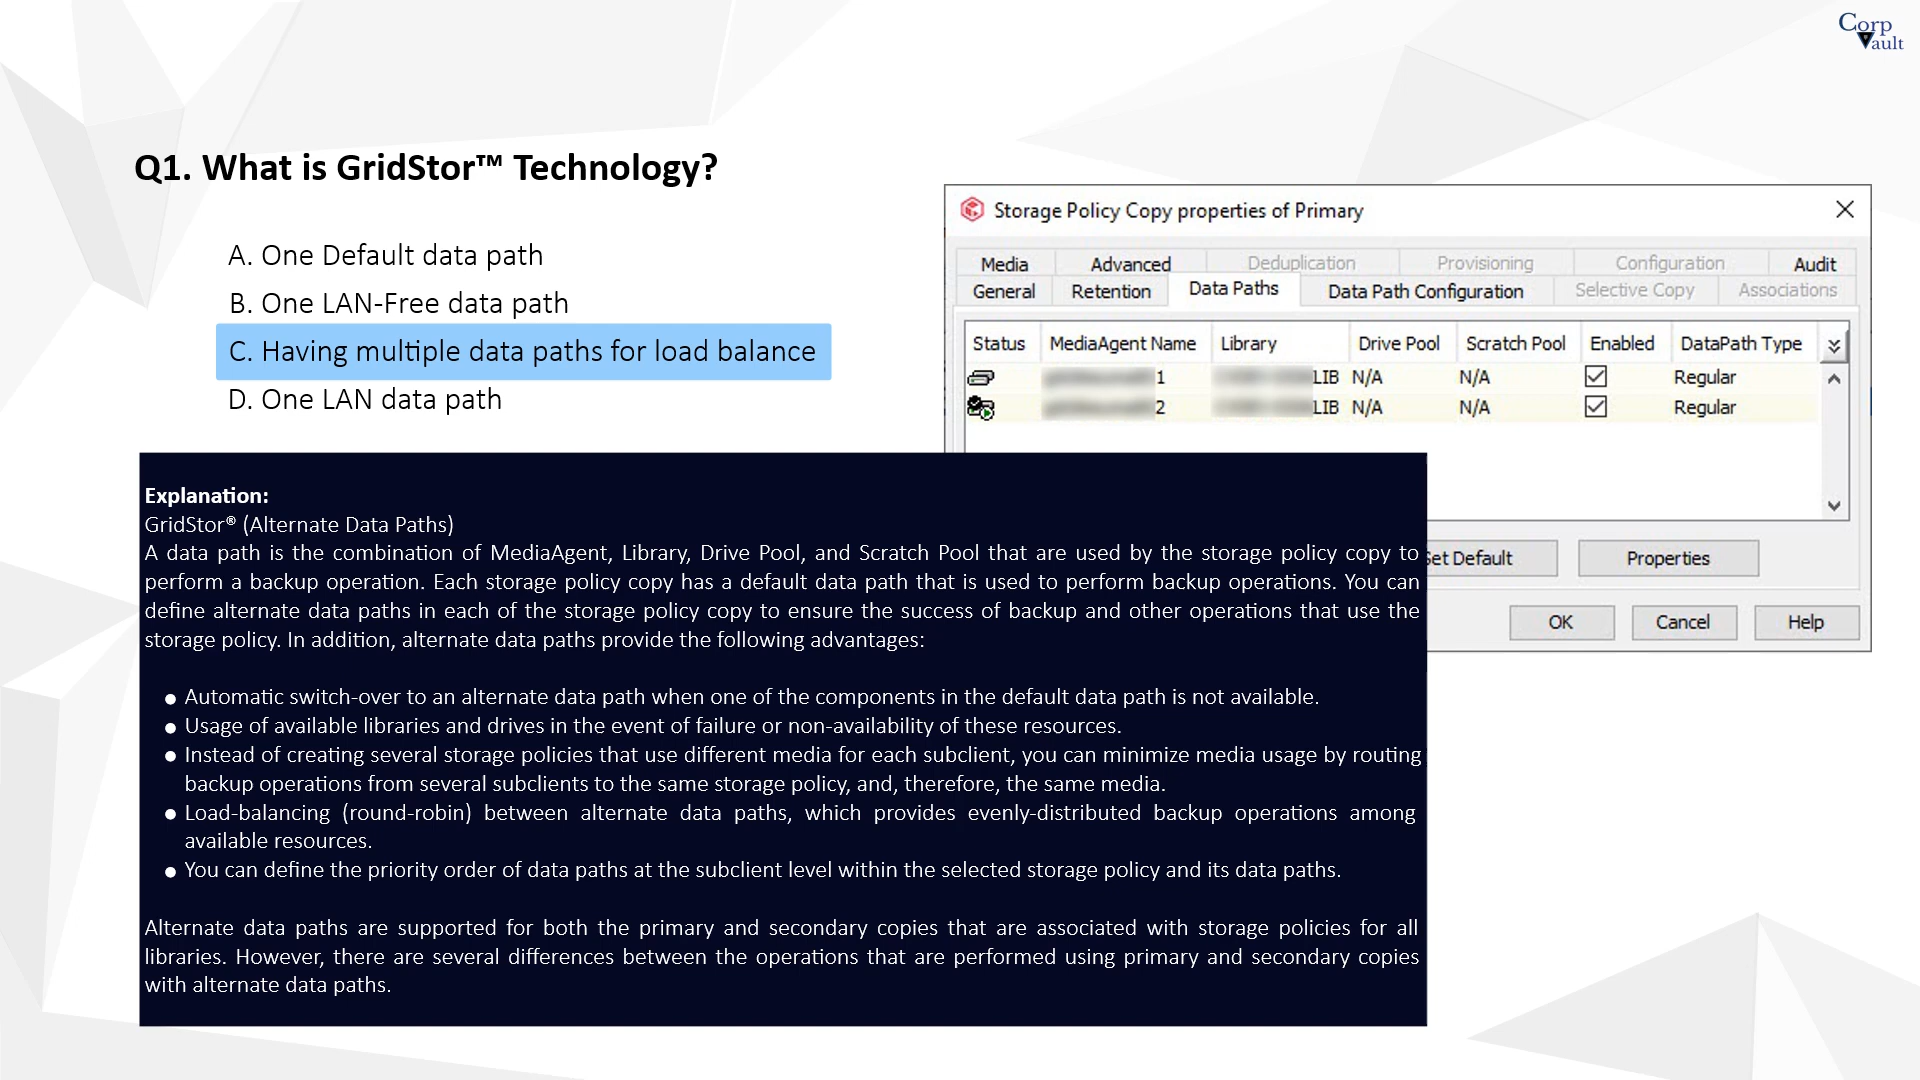 Corp
Vault
Q1. What is GridStor™ Technology?
A. One Default data path
B. One LAN-Free data path
C. Having multiple data paths for load balance
D. One LAN data path
Storage Policy Copy properties of Primary
Media Advanced Deduplication Provisioning Configuration Audit
General Retention Data Paths Data Path Configuration Selective Copy Associations
Status MediaAgent Name Library Drive Pool Scratch Pool Enabled DataPath Type
1 LIB N/A N/A Regular
2 LIB N/A N/A Regular
Set Default Properties
OK Cancel Help
Explanation:
GridStor® (Alternate Data Paths)
A data path is the combination of MediaAgent, Library, Drive Pool, and Scratch Pool that are used by the storage policy copy to
perform a backup operation. Each storage policy copy has a default data path that is used to perform backup operations. You can
define alternate data paths in each of the storage policy copy to ensure the success of backup and other operations that use the
storage policy. In addition, alternate data paths provide the following advantages:
● Automatic switch-over to an alternate data path when one of the components in the default data path is not available.
● Usage of available libraries and drives in the event of failure or non-availability of these resources.
● Instead of creating several storage policies that use different media for each subclient, you can minimize media usage by routing
backup operations from several subclients to the same storage policy, and, therefore, the same media.
● Load-balancing (round-robin) between alternate data paths, which provides evenly-distributed backup operations among
available resources.
● You can define the priority order of data paths at the subclient level within the selected storage policy and its data paths.
Alternate data paths are supported for both the primary and secondary copies that are associated with storage policies for all
libraries. However, there are several differences between the operations that are performed using primary and secondary copies
with alternate data paths.